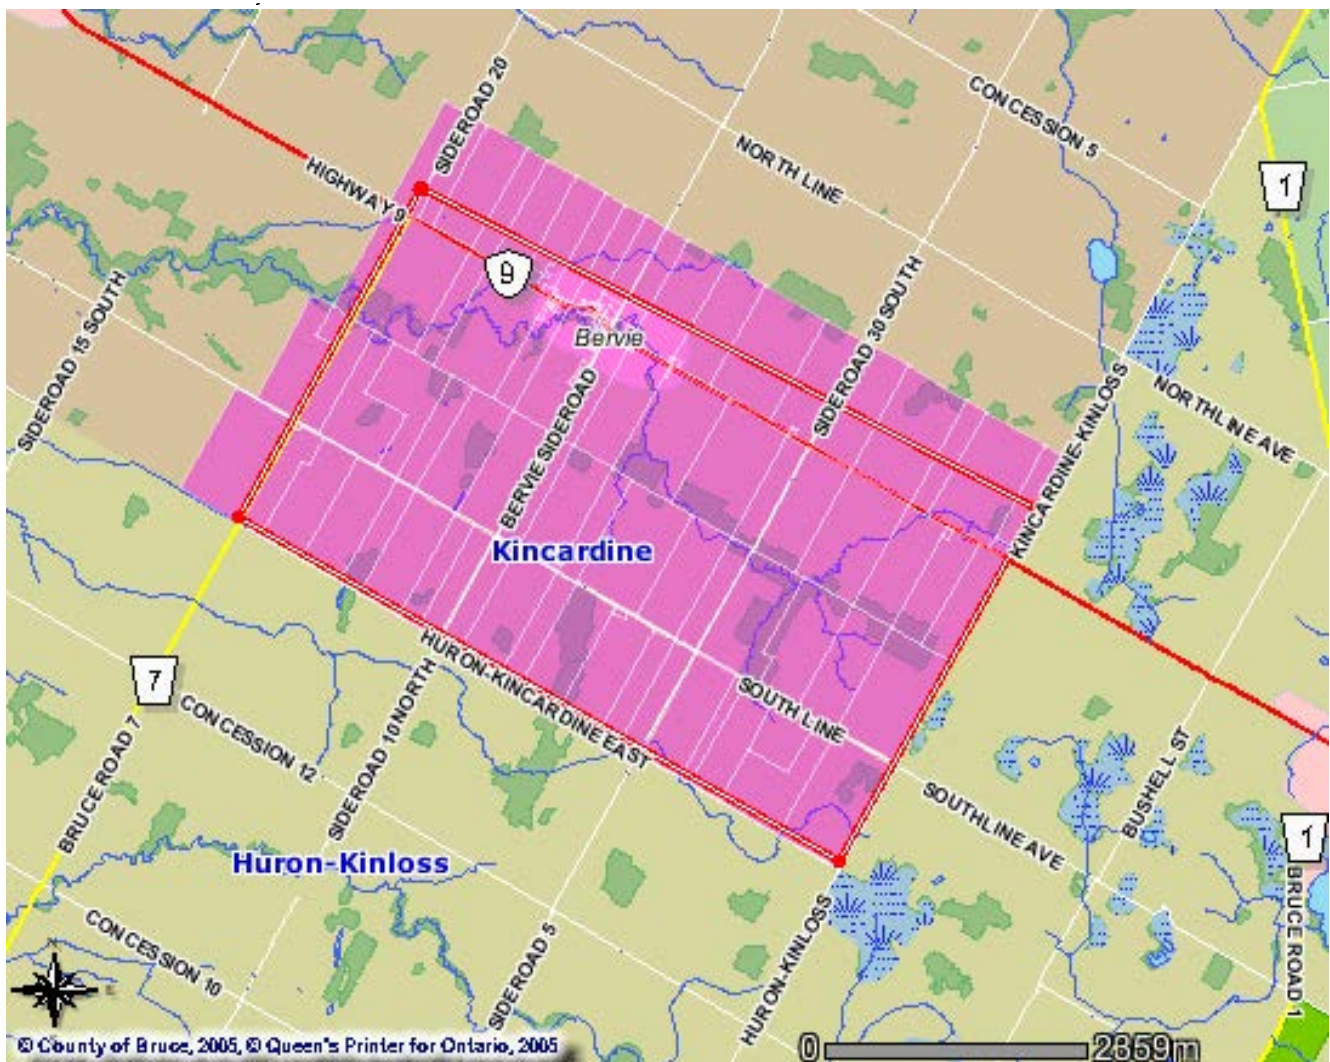 SIDEROAD 20
CONCESSION 5
NORTH LINE
1
HIGHWAY 9
9
SIDEROAD 15 SOUTH
SIDEROAD 30 SOUTH
Bervie
KINCARDINE-KINLOSS
NORTHLINE AVE
BERVIE SIDEROAD
Kincardine
HURON-KINCARDINE EAST
SOUTH LINE
7
CONCESSION 12
SIDEROAD 10 NORTH
BRUCE ROAD 7
SOUTHLINE AVE
BUSHELL ST
1
Huron-Kinloss
BRUCE ROAD 1
CONCESSION 10
SIDEROAD 5
HURON-KINLOSS
© County of Bruce, 2005, © Queen's Printer for Ontario, 2005
0 2359m